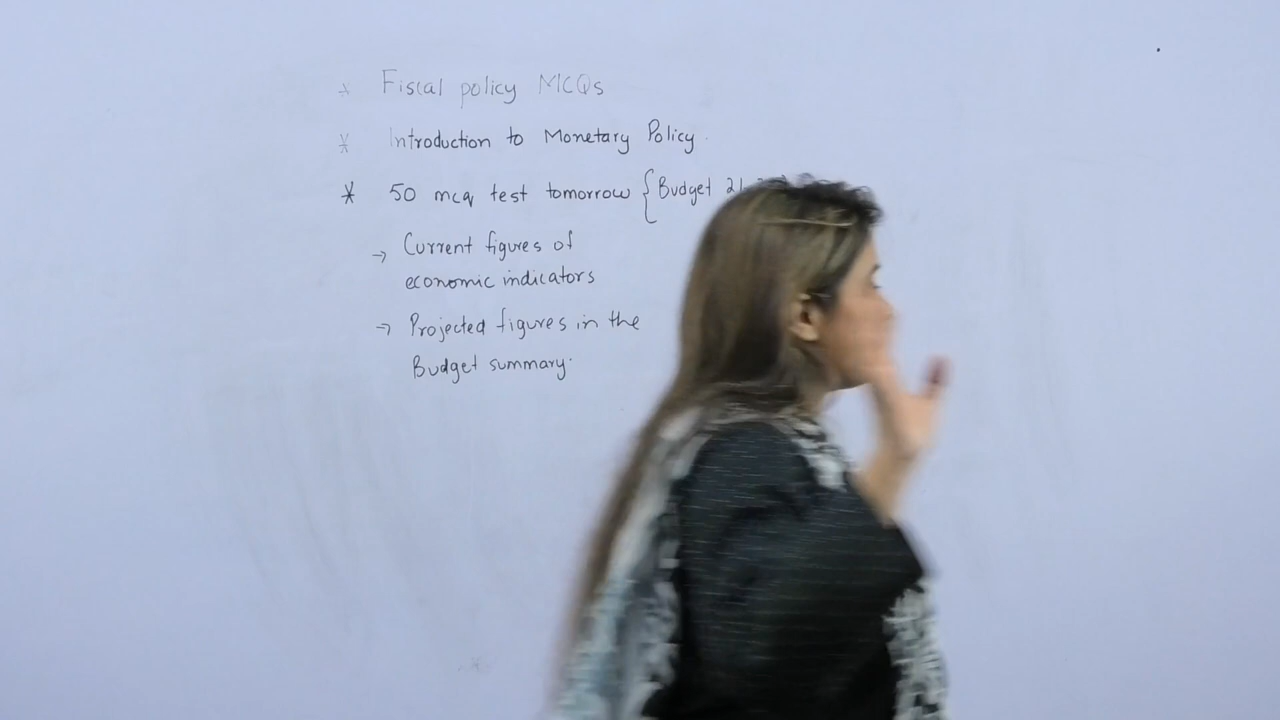 * Fiscal policy MCQs
* Introduction to Monetary Policy.
* 50 mcq test tomorrow { Budget 21
→ Current figures of
economic indicators
→ Projected figures in the
Budget summary.